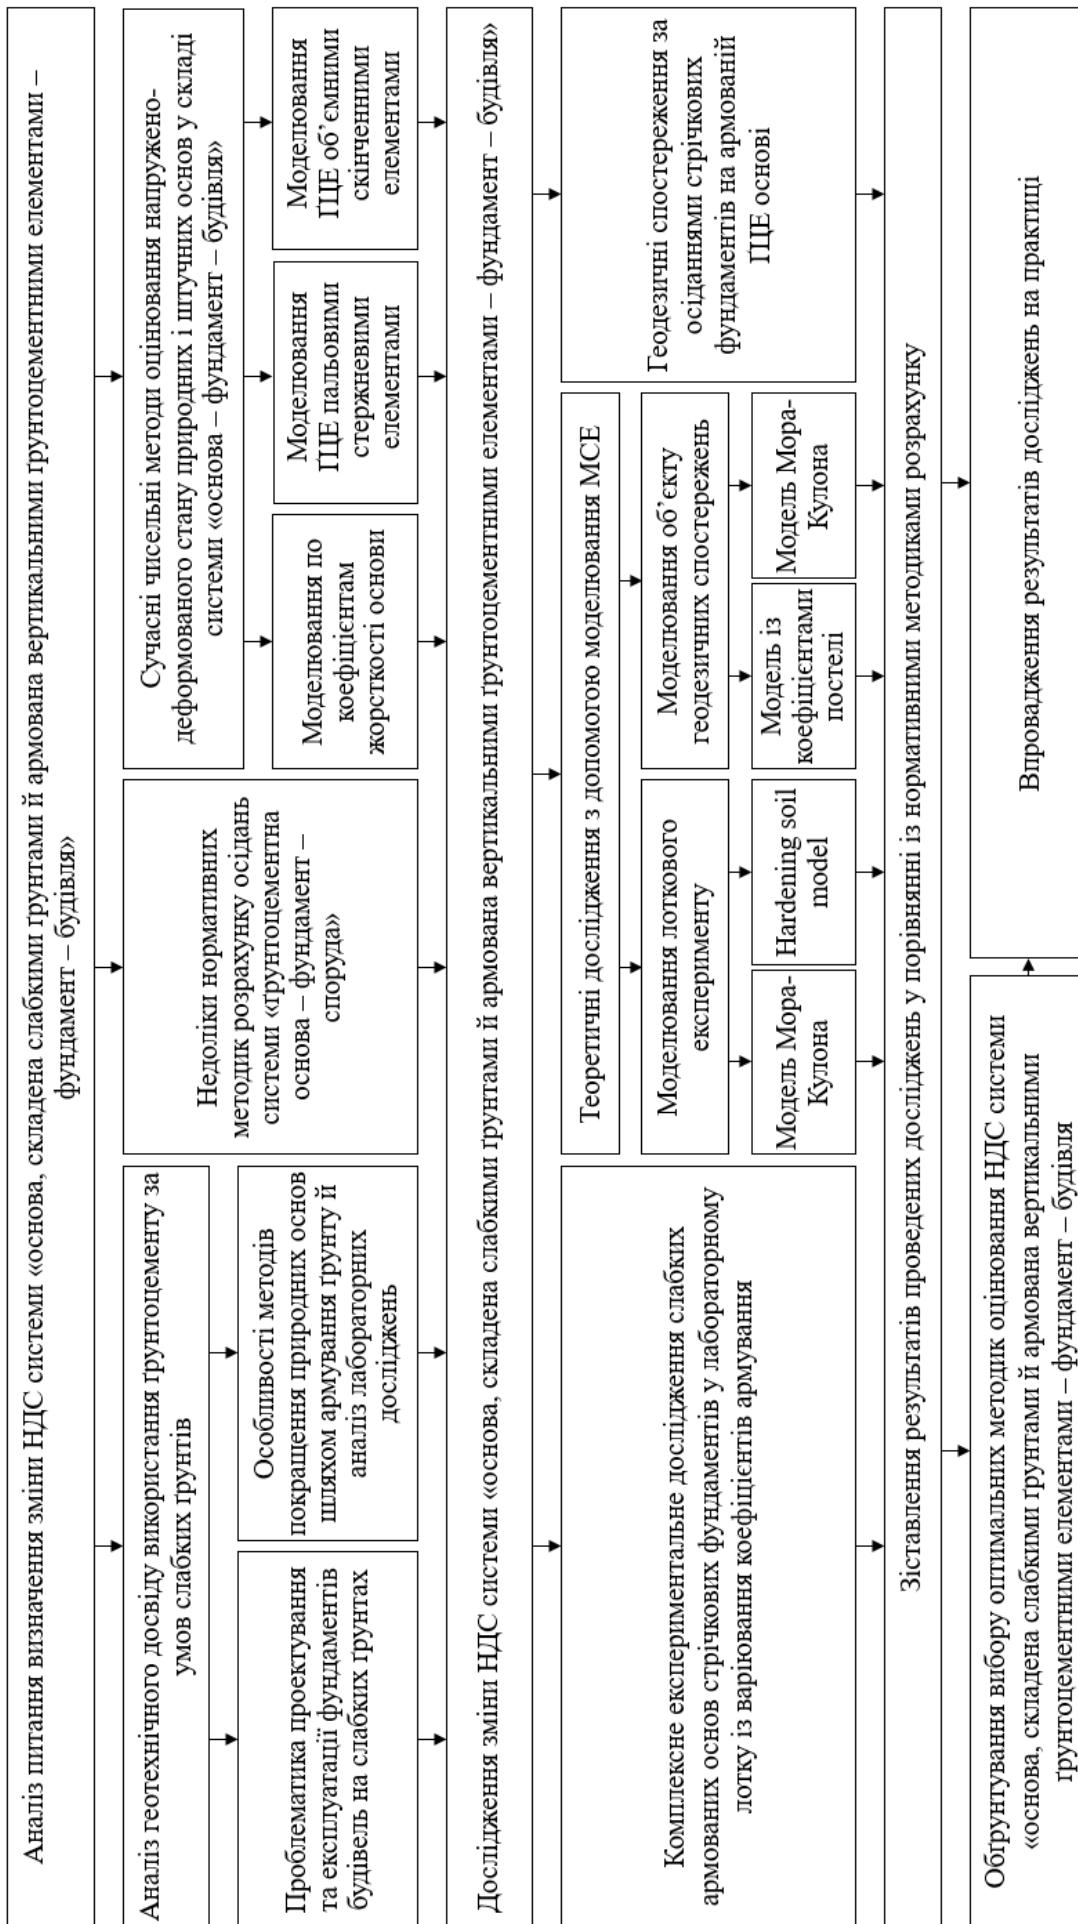 Аналіз питання визначення зміни НДС системи «основа, складена слабкими ґрунтами й армована вертикальними ґрунтоцементними елементами –
фундамент – будівля»
Аналіз геотехнічного досвіду використання ґрунтоцементу за
умов слабких ґрунтів
Проблематика проектування
та експлуатації фундаментів
будівель на слабких ґрунтах
Особливості методів
покращення природних основ
шляхом армування ґрунту й
аналіз лабораторних
досліджень
Недоліки нормативних
методик розрахунку осідань
системи «ґрунтоцементна
основа – фундамент –
споруда»
Сучасні чисельні методи оцінювання напружено-
деформованого стану природних і штучних основ у складі
системи «основа – фундамент – будівля»
Моделювання по
коефіцієнтам
жорсткості основи
Моделювання
ҐЦЕ пальовими
стержневими
елементами
Моделювання
ҐЦЕ об’ємними
скінченними
елементами
Дослідження зміни НДС системи «основа, складена слабкими ґрунтами й армована вертикальними ґрунтоцементними елементами – фундамент – будівля»
Комплексне експериментальне дослідження слабких
армованих основ стрічкових фундаментів у лабораторному
лотку із варіювання коефіцієнтів армування
Теоретичні дослідження з допомогою моделювання МСЕ
Моделювання лоткового
експерименту
Модель Мора-
Кулона
Hardening soil
model
Моделювання об’єкту
геодезичних спостережень
Модель із
коефіцієнтами
постелі
Модель Мора-
Кулона
Геодезичні спостереження за
осіданнями стрічкових
фундаментів на армованій
ҐЦЕ основі
Зіставлення результатів проведених досліджень у порівнянні із нормативними методиками розрахунку
Обґрунтування вибору оптимальних методик оцінювання НДС системи
«основа, складена слабкими ґрунтами й армована вертикальними
ґрунтоцементними елементами – фундамент – будівля
Впровадження результатів досліджень на практиці